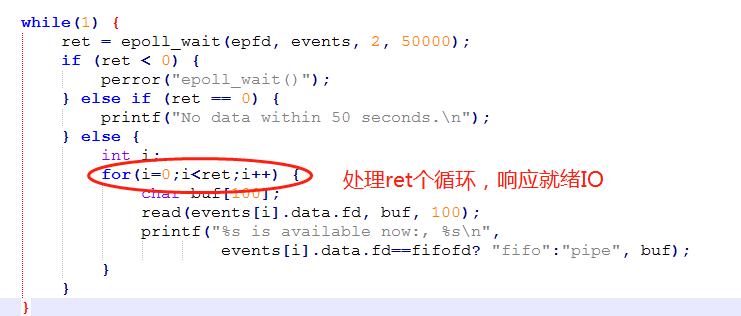 while(1) {
    ret = epoll_wait(epfd, events, 2, 50000);
    if (ret < 0) {
        perror("epoll_wait()");
    } else if (ret == 0) {
        printf("No data within 50 seconds.\n");
    } else {
        int i;
        for(i=0;i<ret;i++) { 处理ret个循环，响应就绪IO
            char buf[100];
            read(events[i].data.fd, buf, 100);
            printf("%s is available now:, %s\n",
                    events[i].data.fd==fifofd? "fifo":"pipe", buf);
        }
    }
}